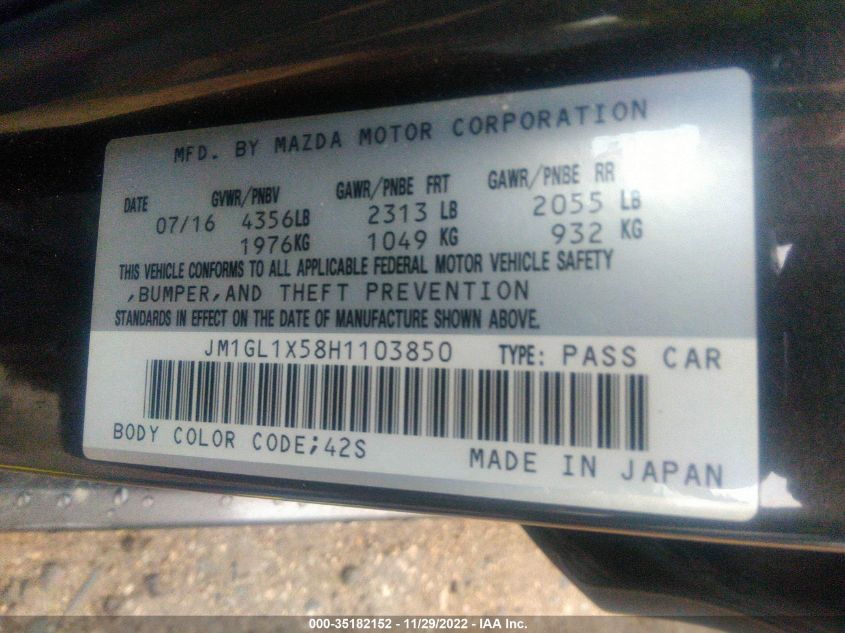 MFD. BY MAZDA MOTOR CORPORATION
DATE GVWR/PNBV GAWR/PNBE FRT GAWR/PNBE RR
07/16 4356LB 2313 LB 2055 LB
1976KG 1049 KG 932 KG
THIS VEHICLE CONFORMS TO ALL APPLICABLE FEDERAL MOTOR VEHICLE SAFETY
,BUMPER,AND THEFT PREVENTION
STANDARDS IN EFFECT ON THE DATE OF MANUFACTURE SHOWN ABOVE.
JM1GL1X58H1103850 TYPE: PASS CAR
BODY COLOR CODE;42S
MADE IN JAPAN
000-35182152 - 11/29/2022 - IAA Inc.